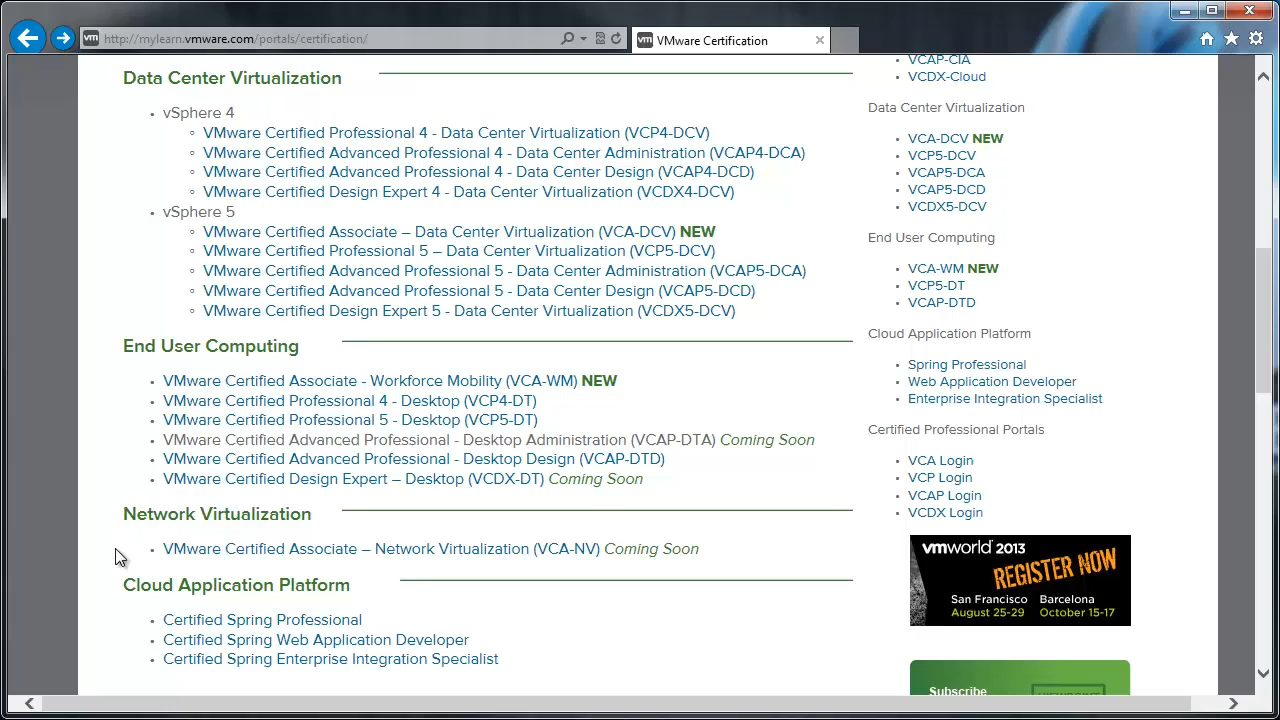 vm http://mylearn.vmware.com/portals/certification/
vm VMware Certification
Data Center Virtualization
vSphere 4
VMware Certified Professional 4 - Data Center Virtualization (VCP4-DCV)
VMware Certified Advanced Professional 4 - Data Center Administration (VCAP4-DCA)
VMware Certified Advanced Professional 4 - Data Center Design (VCAP4-DCD)
VMware Certified Design Expert 4 - Data Center Virtualization (VCDX4-DCV)
vSphere 5
VMware Certified Associate – Data Center Virtualization (VCA-DCV) NEW
VMware Certified Professional 5 – Data Center Virtualization (VCP5-DCV)
VMware Certified Advanced Professional 5 - Data Center Administration (VCAP5-DCA)
VMware Certified Advanced Professional 5 - Data Center Design (VCAP5-DCD)
VMware Certified Design Expert 5 - Data Center Virtualization (VCDX5-DCV)
End User Computing
VMware Certified Associate - Workforce Mobility (VCA-WM) NEW
VMware Certified Professional 4 - Desktop (VCP4-DT)
VMware Certified Professional 5 - Desktop (VCP5-DT)
VMware Certified Advanced Professional - Desktop Administration (VCAP-DTA) Coming Soon
VMware Certified Advanced Professional - Desktop Design (VCAP-DTD)
VMware Certified Design Expert – Desktop (VCDX-DT) Coming Soon
Network Virtualization
VMware Certified Associate – Network Virtualization (VCA-NV) Coming Soon
Cloud Application Platform
Certified Spring Professional
Certified Spring Web Application Developer
Certified Spring Enterprise Integration Specialist
VCAP-CIA
VCDX-Cloud
Data Center Virtualization
VCA-DCV NEW
VCP5-DCV
VCAP5-DCA
VCAP5-DCD
VCDX5-DCV
End User Computing
VCA-WM NEW
VCP5-DT
VCAP-DTD
Cloud Application Platform
Spring Professional
Web Application Developer
Enterprise Integration Specialist
Certified Professional Portals
VCA Login
VCP Login
VCAP Login
VCDX Login
vmworld 2013
REGISTER NOW
San Francisco Barcelona
August 25-29 October 15-17
Subscribe